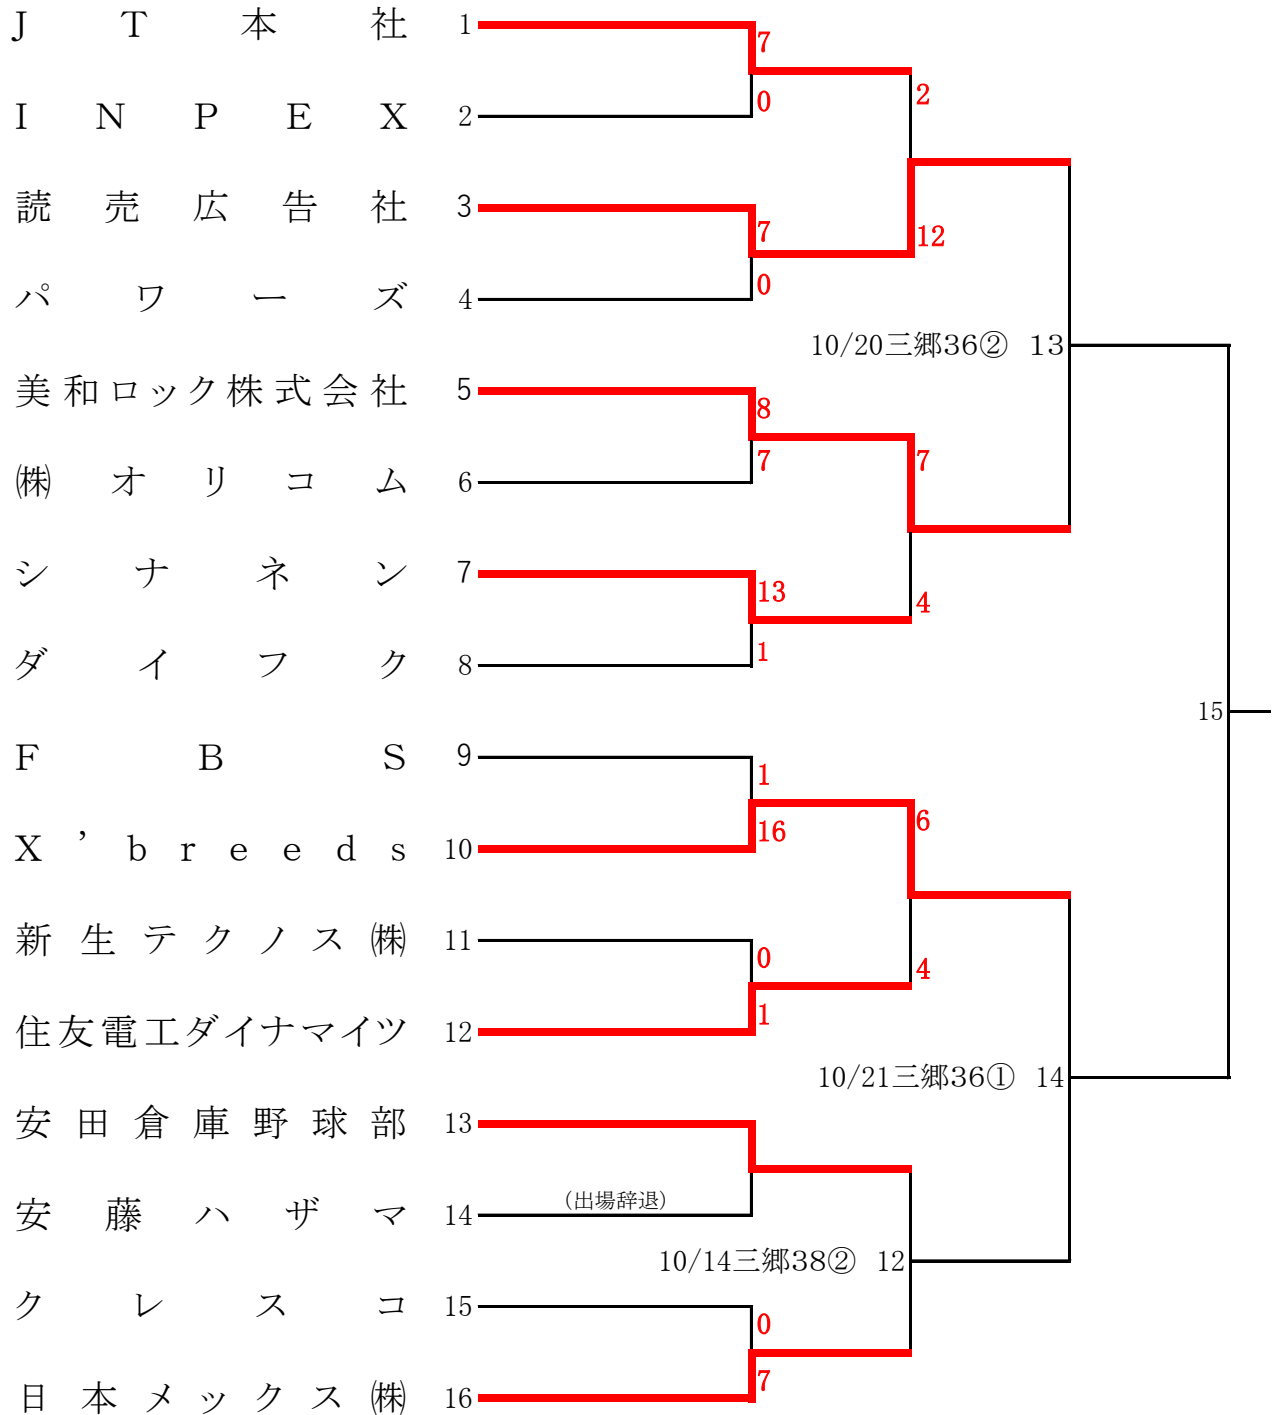 JT本社 1
7
2
0
INPEX 2
読売広告社 3
7
12
0
パワーズ 4
10/20三郷36② 13
美和ロック株式会社 5
8
7
7
㈱オリコム 6
シナネン 7
13
4
1
ダイフク 8
15
FBS 9
1
6
16
X’breeds 10
新生テクノス㈱ 11
0
4
1
住友電工ダイナマイツ 12
10/21三郷36① 14
安田倉庫野球部 13
(出場辞退)
安藤ハザマ 14
10/14三郷38② 12
クレスコ 15
0
7
日本メックス㈱ 16